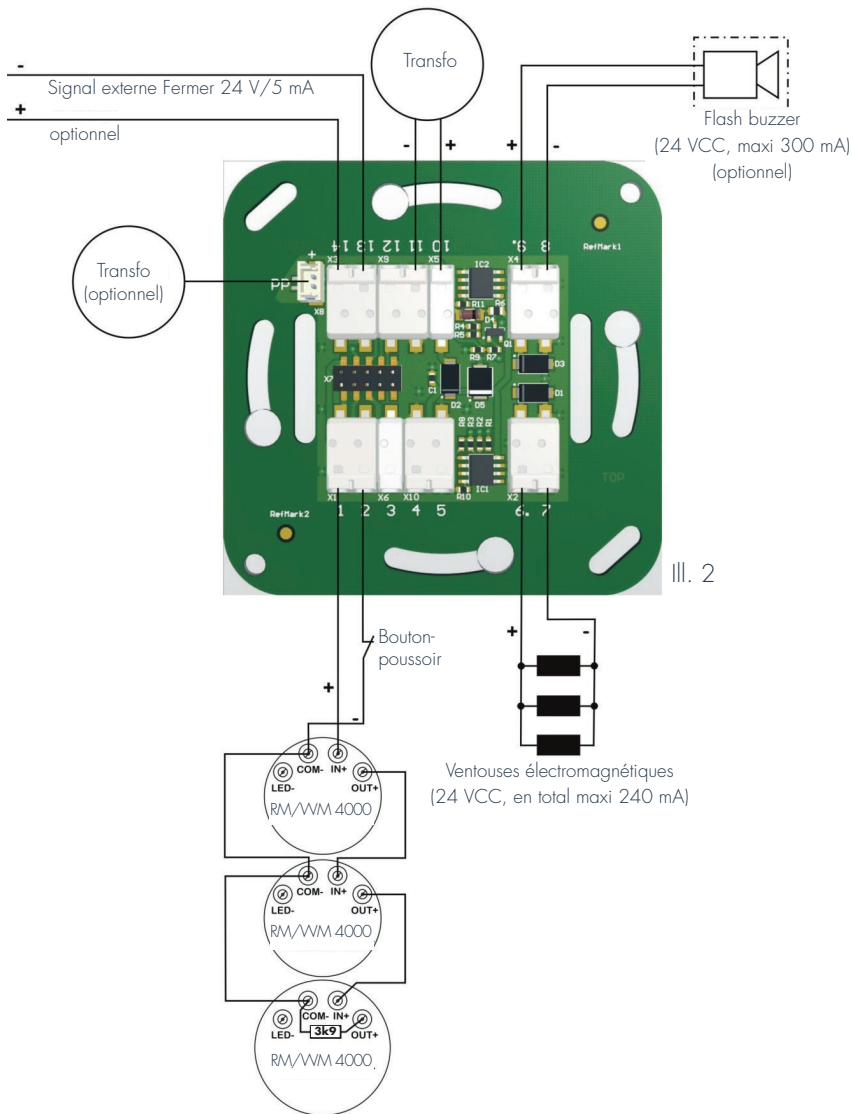 -
Signal externe Fermer 24 V/5 mA
+
optionnel
Transfo
- +
+ -
Flash buzzer
(24 VCC, maxi 300 mA)
(optionnel)
Transfo
(optionnel)
PP
+
X8
14 13 12 11 10
9. 8
X3 X9 X5 X4
RefMark1
IC2
R11 R6
D4
R4
R5
Q1
R9 R7
X7
C1
D2
D5
D3
D1
R8 R3 R2 R1
IC1
R10
TOP
X1 X6 X10 X2
1 2 3 4 5 6. 7
RefMark2
Ill. 2
Bouton-
poussoir
+
-
+ -
Ventouses électromagnétiques
(24 VCC, en total maxi 240 mA)
COM- IN+
LED- OUT+
RM/WM 4000
COM- IN+
LED- OUT+
RM/WM 4000
COM- IN+
LED- 3k9 OUT+
RM/WM 4000